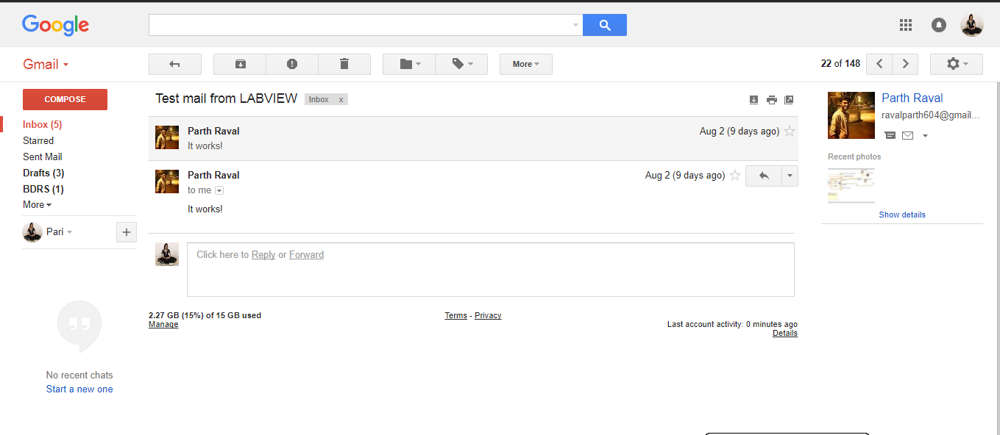 Google
Gmail
More
22 of 148
COMPOSE
Inbox (5)
Starred
Sent Mail
Drafts (3)
BDRS (1)
More
Pari
No recent chats
Start a new one
Test mail from LABVIEW Inbox x
Parth Raval Aug 2 (9 days ago)
It works!
Parth Raval Aug 2 (9 days ago)
to me
It works!
Click here to Reply or Forward
2.27 GB (15%) of 15 GB used
Manage
Terms - Privacy
Last account activity: 0 minutes ago
Details
Parth Raval
ravalparth604@gmail...
Recent photos
Show details